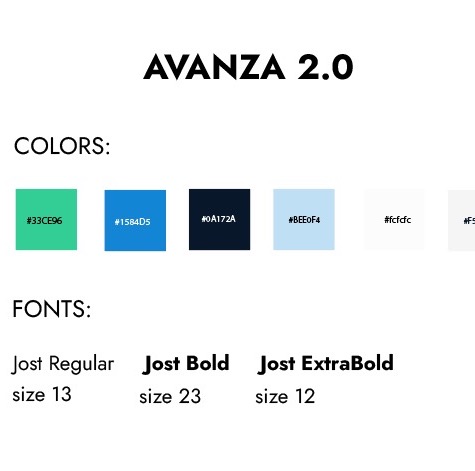 AVANZA 2.0
COLORS:
#33CE96 #1584D5 #0A172A #BEE0F4 #fcfcfc
FONTS:
Jost Regular Jost Bold Jost ExtraBold
size 13 size 23 size 12